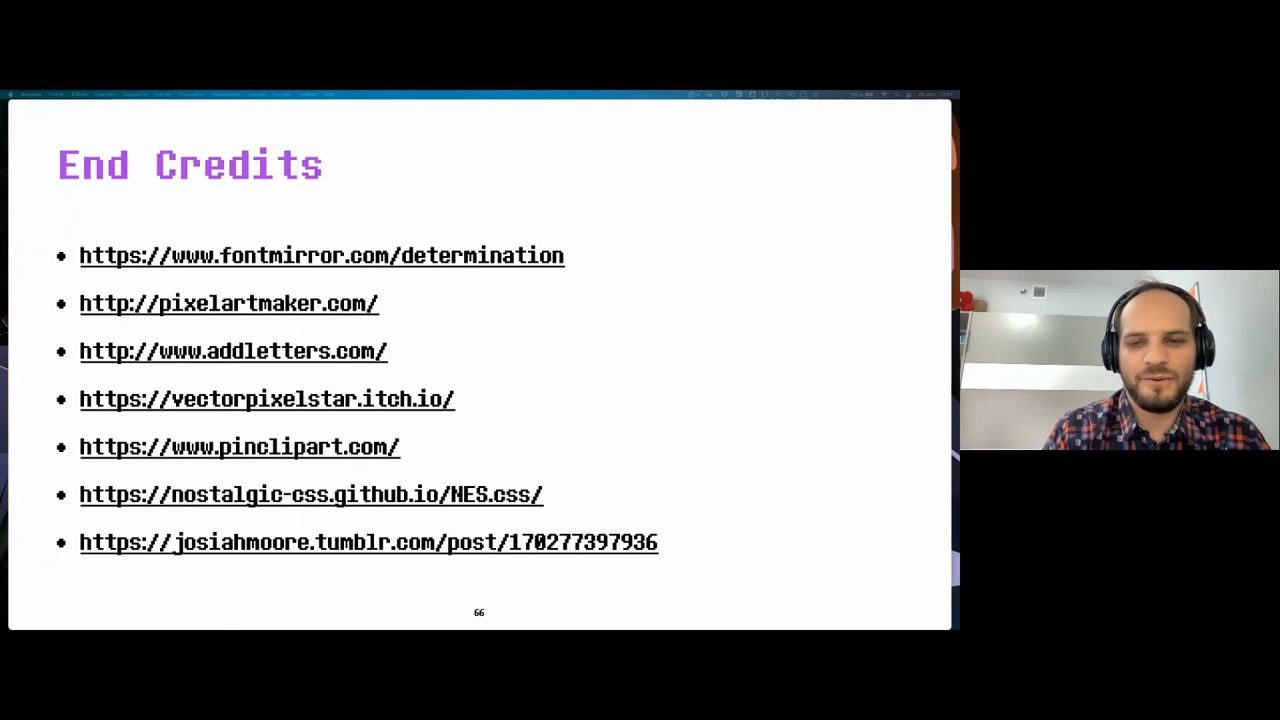 End Credits
• https://www.fontmirror.com/determination
• http://pixelartmaker.com/
• http://www.addletters.com/
• https://vectorpixelstar.itch.io/
• https://www.pinclipart.com/
• https://nostalgic-css.github.io/NES.css/
• https://josiahmoore.tumblr.com/post/170277397936
66